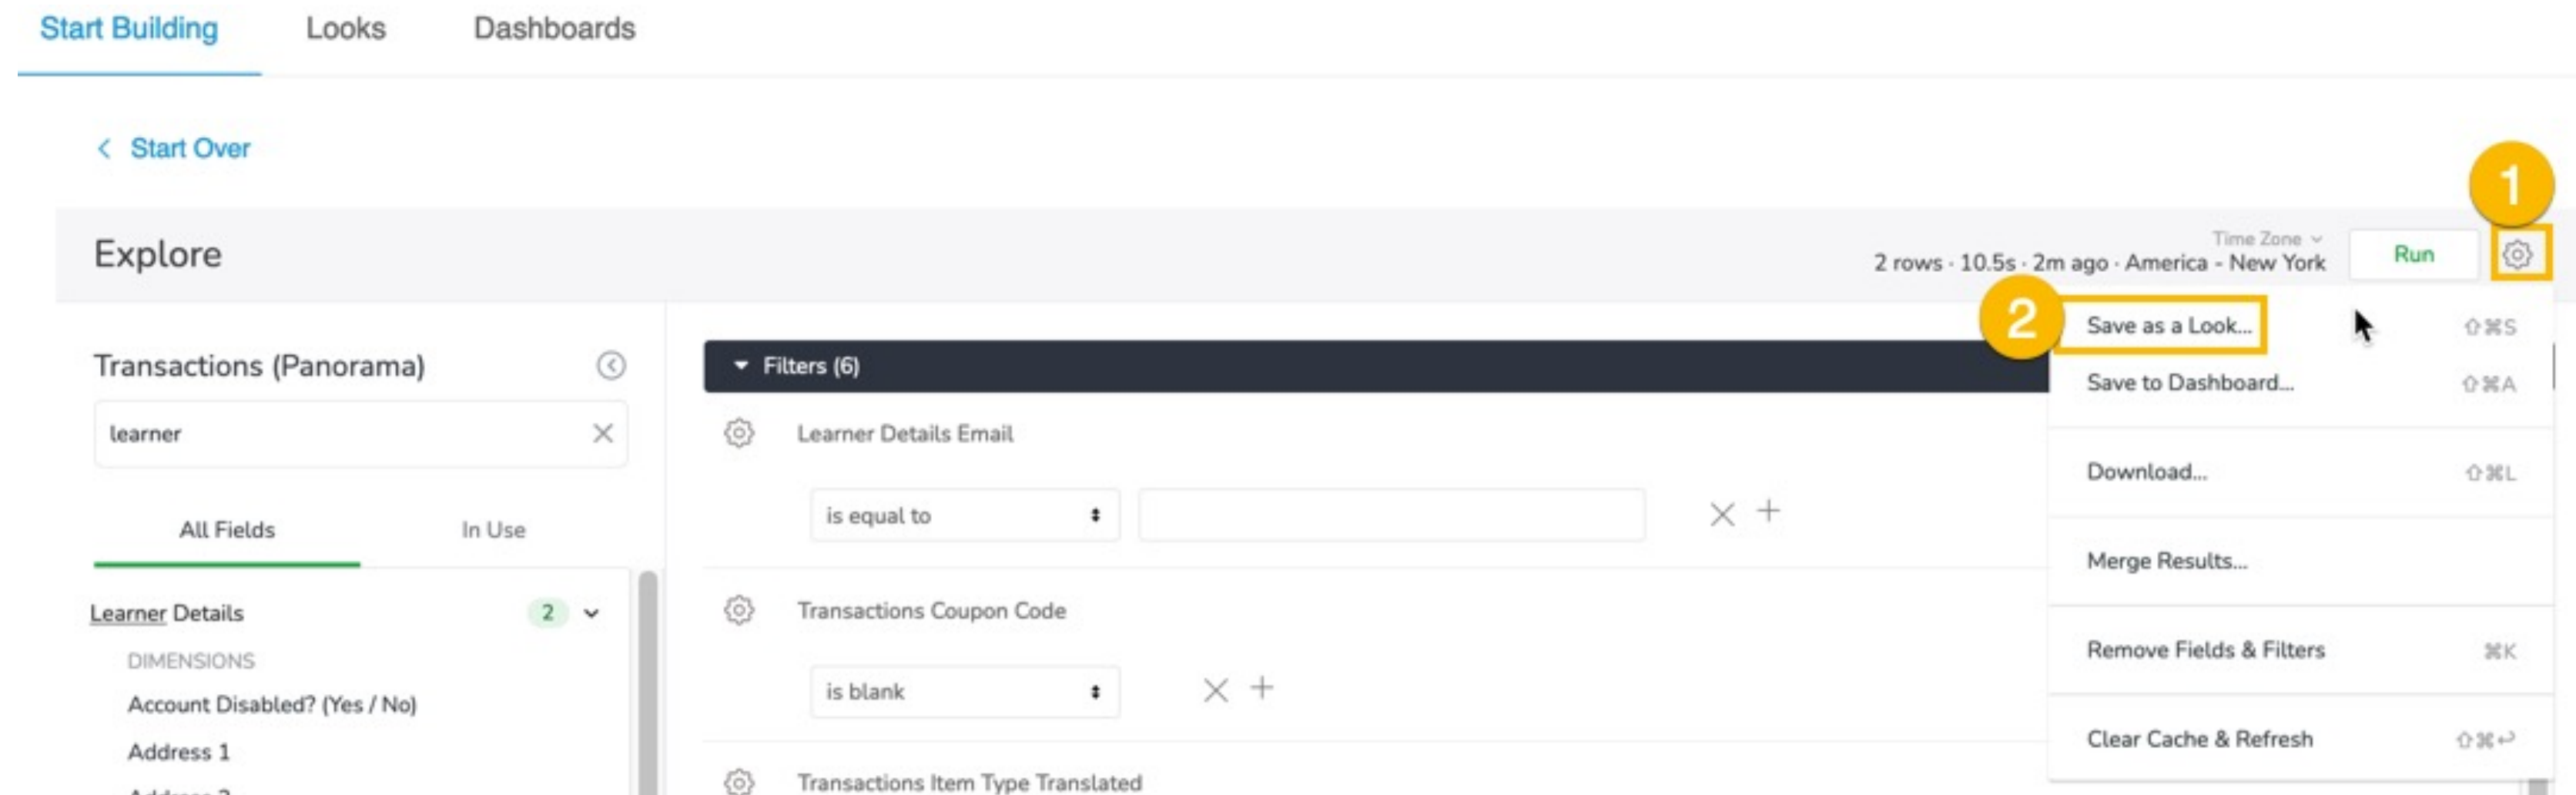 Start Building Looks Dashboards
Start Over
1
Explore
Time Zone
2 rows · 10.5s · 2m ago · America - New York
Run
2
Save as a Look... ⇧⌘S
Save to Dashboard... ⇧⌘A
Download... ⇧⌘L
Merge Results...
Remove Fields & Filters ⌘K
Clear Cache & Refresh ⇧⌘↩
Transactions (Panorama)
learner
All Fields In Use
Learner Details 2
DIMENSIONS
Account Disabled? (Yes / No)
Address 1
Filters (6)
Learner Details Email
is equal to
Transactions Coupon Code
is blank
Transactions Item Type Translated